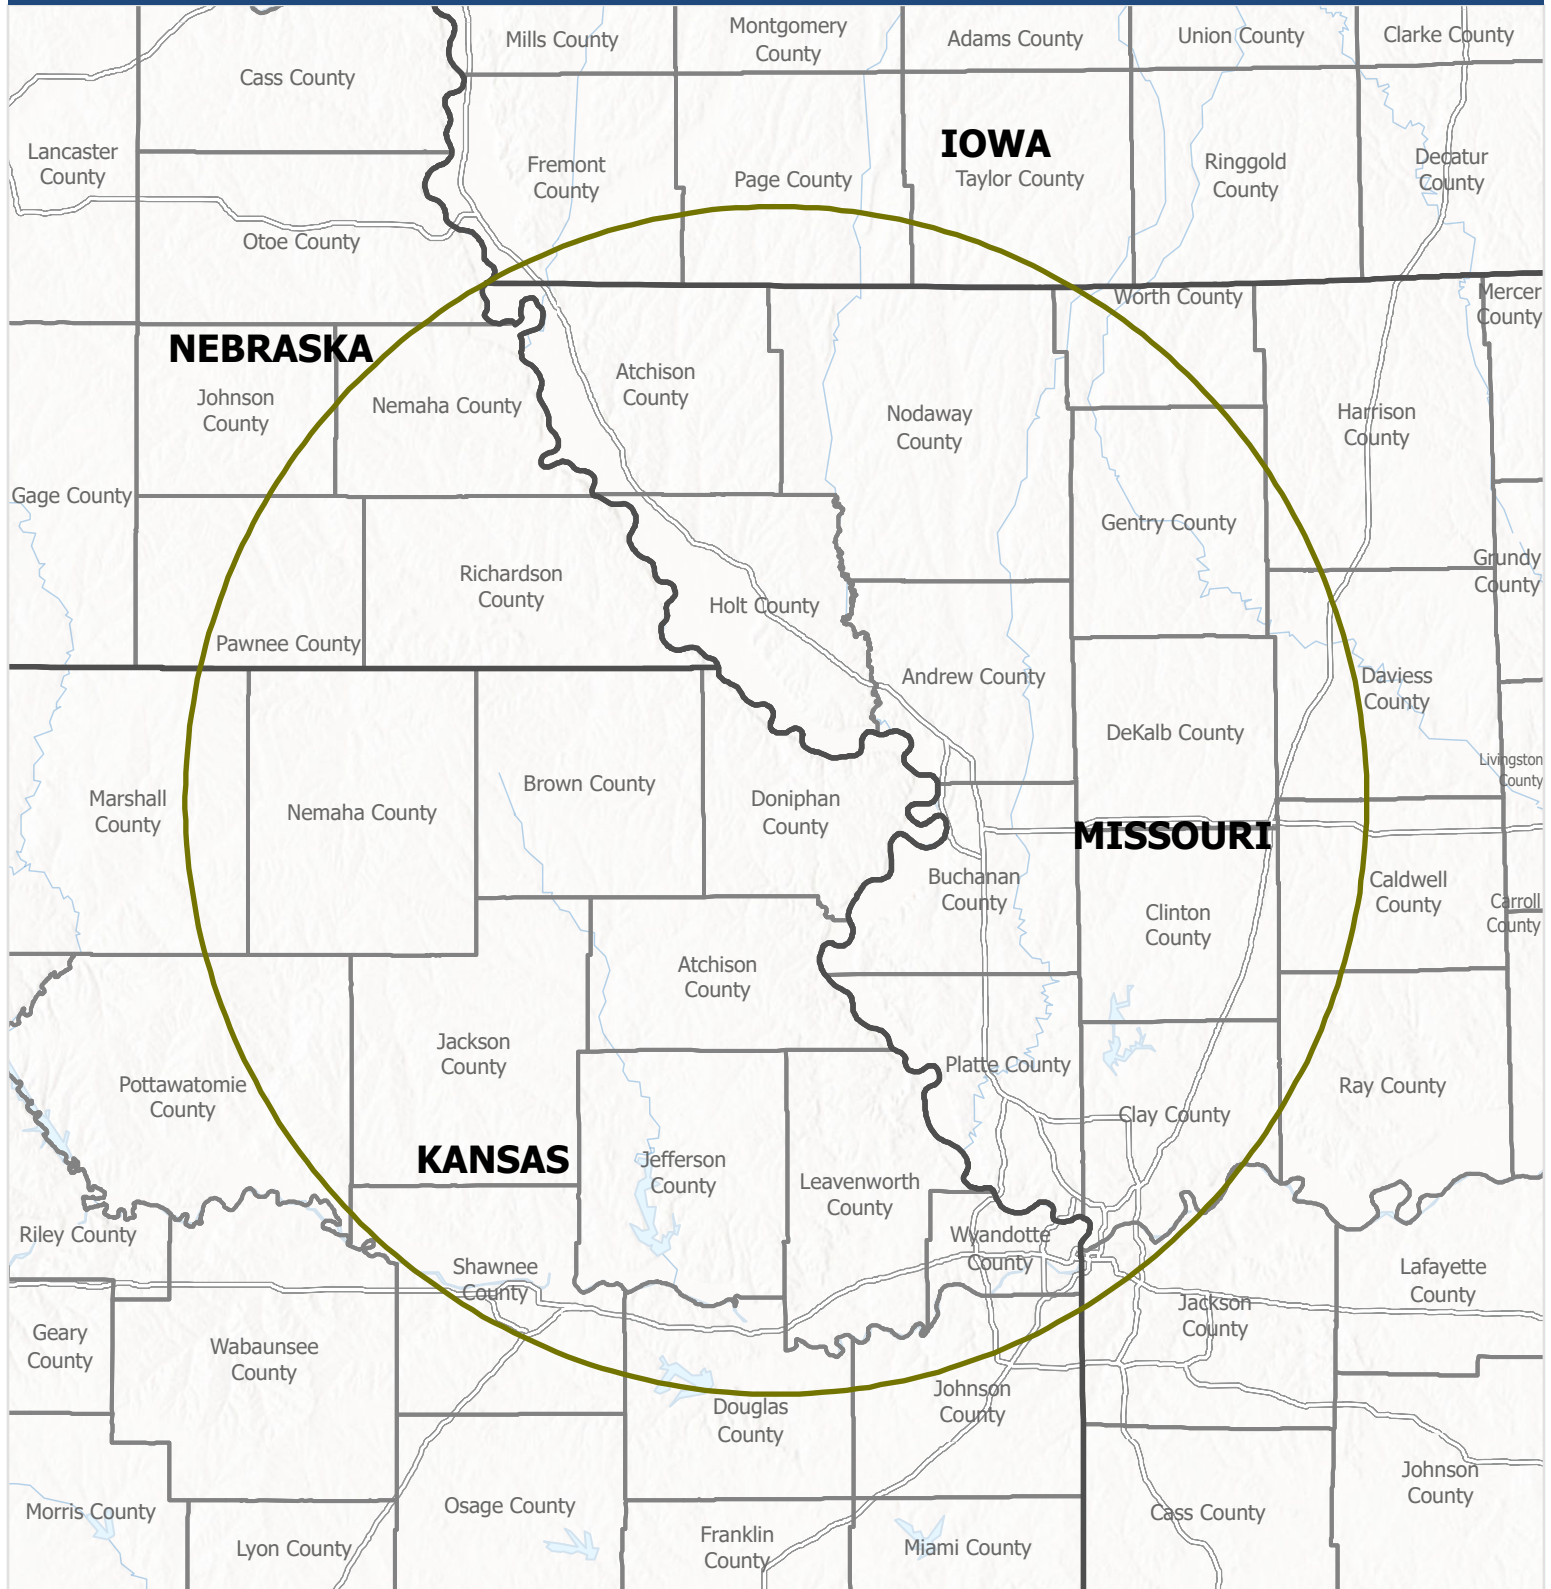 Mills County
Montgomery
County
Adams County
Union County
Clarke County
Cass County
Lancaster
County
Fremont
County
Page County
IOWA
Taylor County
Ringgold
County
Decatur
County
Otoe County
Worth County
Mercer
County
NEBRASKA
Johnson
County
Nemaha County
Atchison
County
Nodaway
County
Harrison
County
Gage County
Gentry County
Grundy
County
Richardson
County
Holt County
Pawnee County
Andrew County
Daviess
County
DeKalb County
Livingston
County
Marshall
County
Nemaha County
Brown County
Doniphan
County
MISSOURI
Buchanan
County
Caldwell
County
Clinton
County
Carroll
County
Atchison
County
Jackson
County
Platte County
Pottawatomie
County
Ray County
Clay County
KANSAS
Jefferson
County
Leavenworth
County
Riley County
Wyandotte
County
Shawnee
County
Lafayette
County
Geary
County
Wabaunsee
County
Jackson
County
Douglas
County
Johnson
County
Morris County
Osage County
Cass County
Johnson
County
Lyon County
Franklin
County
Miami County